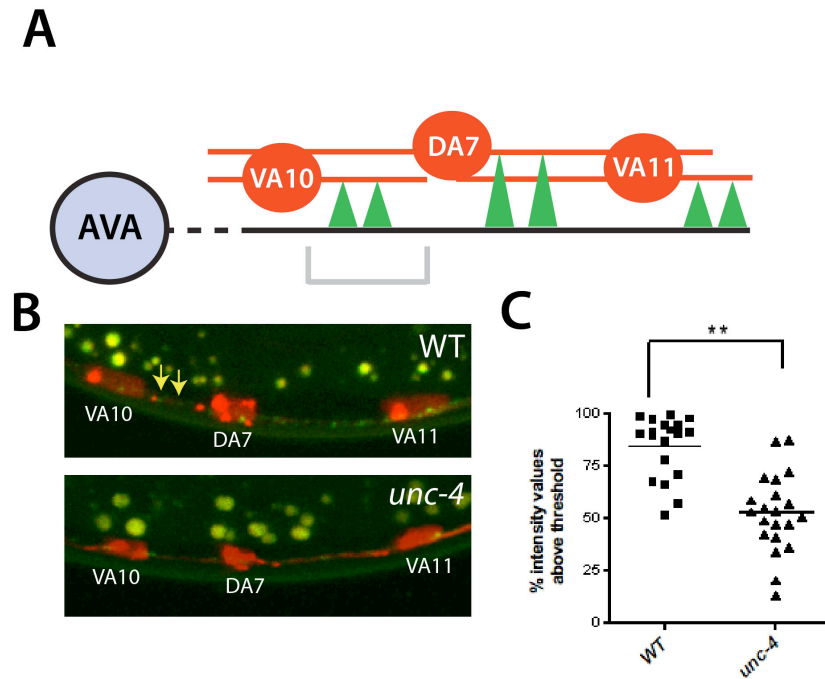 A
DA7
VA10
VA11
AVA
B
WT
VA10
DA7
VA11
unc-4
VA10
DA7
VA11
C
**
% intensity values
above threshold
100
75
50
25
0
WT
unc-4